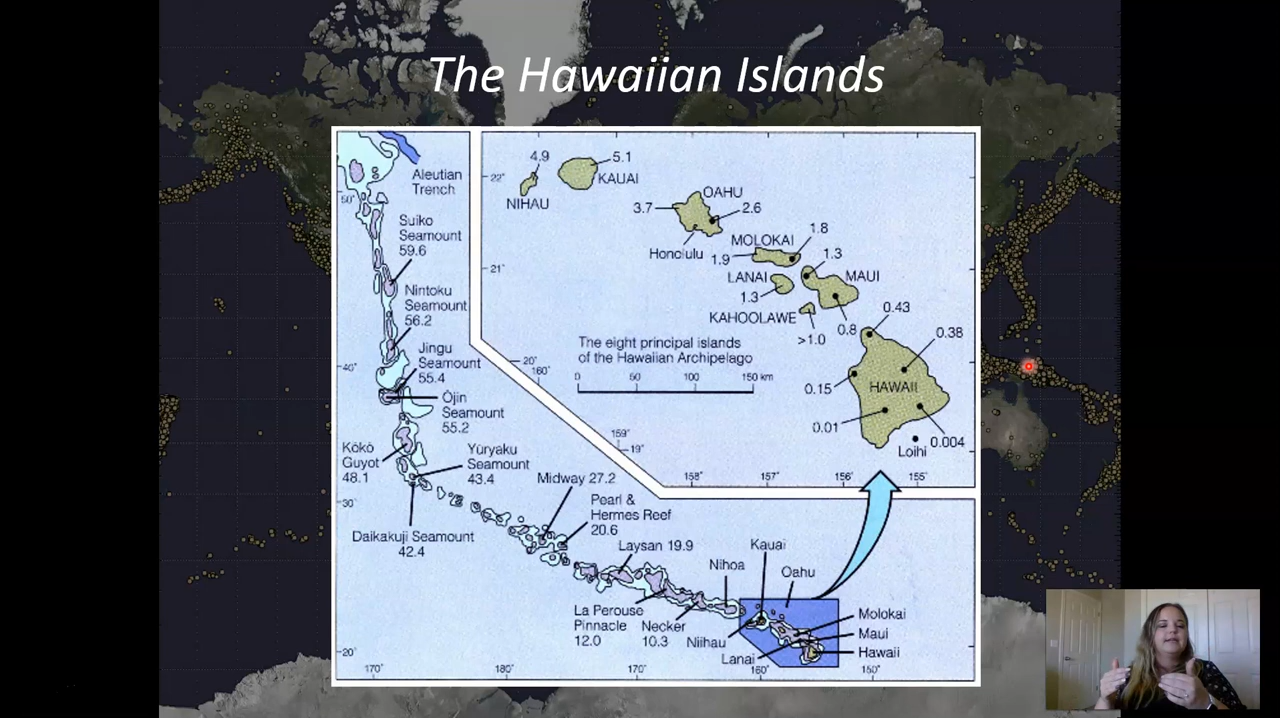 The Hawaiian Islands
Aleutian
Trench
50°
Suiko
Seamount
59.6
Nintoku
Seamount
56.2
Jingu
Seamount
55.4
40°
Ōjin
Seamount
55.2
Kōkō
Guyot
48.1
Yūryaku
Seamount
43.4
30°
Daikakuji Seamount
42.4
Midway 27.2
Pearl &
Hermes Reef
20.6
Laysan 19.9
La Perouse
Pinnacle
12.0
Necker
10.3
Nihoa
Kauai
Oahu
Niihau
Lanai
Molokai
Maui
Hawaii
20°
170°
180°
170°
160°
150°
4.9
5.1
KAUAI
22°
NIHAU
OAHU
3.7
2.6
Honolulu
MOLOKAI
1.8
1.9
1.3
21°
LANAI
MAUI
1.3
KAHOOLAWE
>1.0
0.8
0.43
0.38
The eight principal islands
of the Hawaiian Archipelago
0 50 100 150 km
20°
160°
0.15
HAWAII
0.01
0.004
Loihi
159°
19°
158°
157°
156°
155°